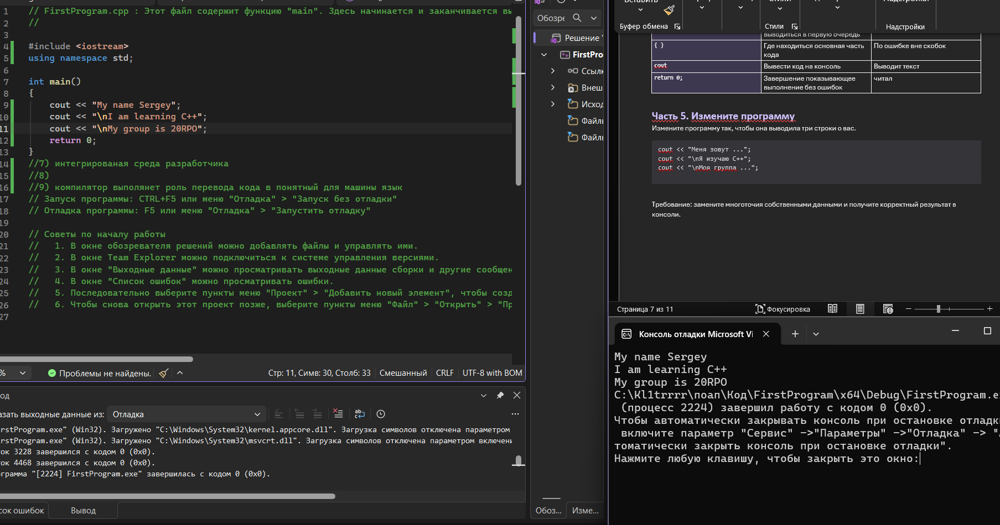 1 // FirstProgram.cpp : Этот файл содержит функцию "main". Здесь начинается и заканчивается вы
2 //
3
4 #include <iostream>
5 using namespace std;
6
7 int main()
8 {
9 cout << "My name Sergey";
10 cout << "\nI am learning C++";
11 cout << "\nMy group is 20RPO";
12 return 0;
13 }
14 //7) интегрированая среда разработчика
15 //8)
16 //9) компилятор выполянет роль перевода кода в понятный для машины язык
17 // Запуск программы: CTRL+F5 или меню "Отладка" > "Запуск без отладки"
18 // Отладка программы: F5 или меню "Отладка" > "Запустить отладку"
19
20 // Советы по началу работы
21 // 1. В окне обозревателя решений можно добавлять файлы и управлять ими.
22 // 2. В окне Team Explorer можно подключиться к системе управления версиями.
23 // 3. В окне "Выходные данные" можно просматривать выходные данные сборки и другие сообщен
24 // 4. В окне "Список ошибок" можно просматривать ошибки.
25 // 5. Последовательно выберите пункты меню "Проект" > "Добавить новый элемент", чтобы созд
26 // 6. Чтобы снова открыть этот проект позже, выберите пункты меню "Файл" > "Открыть" > "Пр
27
% Проблемы не найдены. Стр: 11, Симв: 30, Столб: 33 Смешанный CRLF UTF-8 with BOM
од
азать выходные данные из: Отладка
rstProgram.exe" (Win32). Загружено "C:\Windows\System32\kernel.appcore.dll". Загрузка символов отключена параметром
rstProgram.exe" (Win32). Загружено "C:\Windows\System32\msvcrt.dll". Загрузка символов отключена параметром включени
ок 3228 завершился с кодом 0 (0x0).
ок 4468 завершился с кодом 0 (0x0).
ограмма "[2224] FirstProgram.exe" завершилась с кодом 0 (0x0).
сок ошибок Вывод
Обозре
Решение "
FirstPro
Ссылк
Внеш
Исход
Файлы
Файлы
Обоз... Изме...
Вставить
Стили
Надстройки
Буфер обмена Стили Надстройки
выводиться в первую очередь
{ } Где находиться основная часть кода По ошибке вне скобок
cout Вывести код на консоль Выводит текст
return 0; Завершение показывающее выполнение без ошибок читал
Часть 5. Измените программу
Измените программу так, чтобы она выводила три строки о вас.
cout << "Меня зовут ...";
cout << "\nЯ изучаю C++";
cout << "\nМоя группа ...";
Требование: замените многоточия собственными данными и получите корректный результат в
консоли.
Страница 7 из 11 Фокусировка
Консоль отладки Microsoft Vi
My name Sergey
I am learning C++
My group is 20RPO
C:\Kl1trrrr\поап\Код\FirstProgram\x64\Debug\FirstProgram.e
(процесс 2224) завершил работу с кодом 0 (0x0).
Чтобы автоматически закрывать консоль при остановке отладк
включите параметр "Сервис" ->"Параметры" ->"Отладка" -> "
томатически закрыть консоль при остановке отладки".
Нажмите любую клавишу, чтобы закрыть это окно: